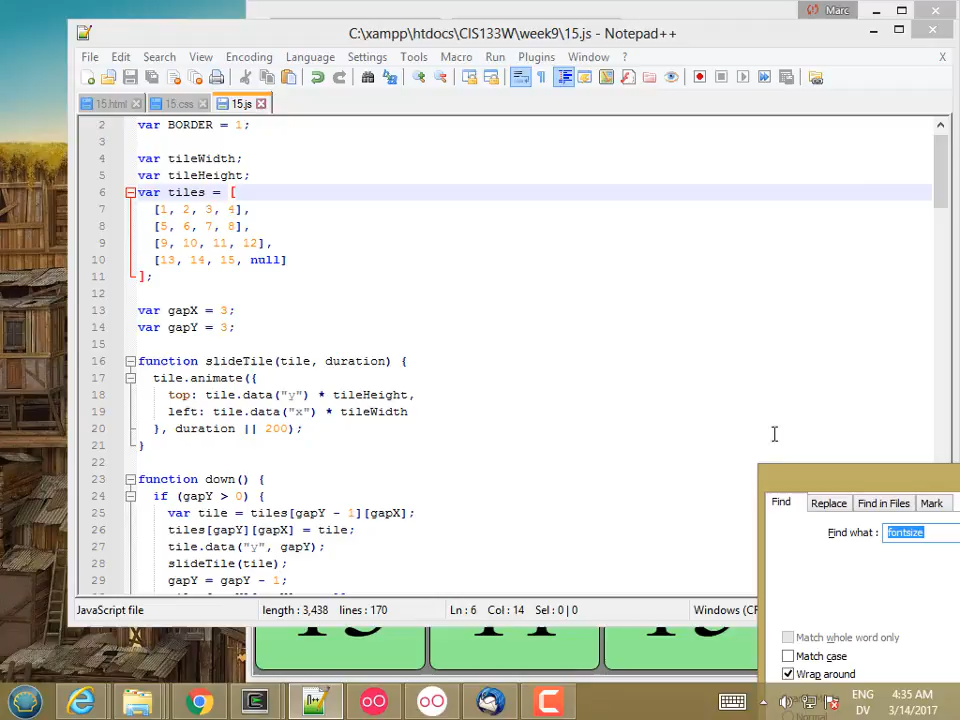 Marc
C:\xampp\htdocs\CIS133W\week9\15.js - Notepad++
File Edit Search View Encoding Language Settings Tools Macro Run Plugins Window ? X
15.html 15.css 15.js
2 var BORDER = 1;
3
4 var tileWidth;
5 var tileHeight;
6 var tiles = [
7 [1, 2, 3, 4],
8 [5, 6, 7, 8],
9 [9, 10, 11, 12],
10 [13, 14, 15, null]
11 ];
12
13 var gapX = 3;
14 var gapY = 3;
15
16 function slideTile(tile, duration) {
17 tile.animate({
18 top: tile.data("y") * tileHeight,
19 left: tile.data("x") * tileWidth
20 }, duration || 200);
21 }
22
23 function down() {
24 if (gapY > 0) {
25 var tile = tiles[gapY - 1][gapX];
26 tiles[gapY][gapX] = tile;
27 tile.data("y", gapY);
28 slideTile(tile);
29 gapY = gapY - 1;
Find Replace Find in Files Mark
Find what : fontsize
Match whole word only
Match case
Wrap around
JavaScript file length : 3,438 lines : 170 Ln : 6 Col : 14 Sel : 0 | 0 Windows (CR
ENG
DV
4:35 AM
3/14/2017